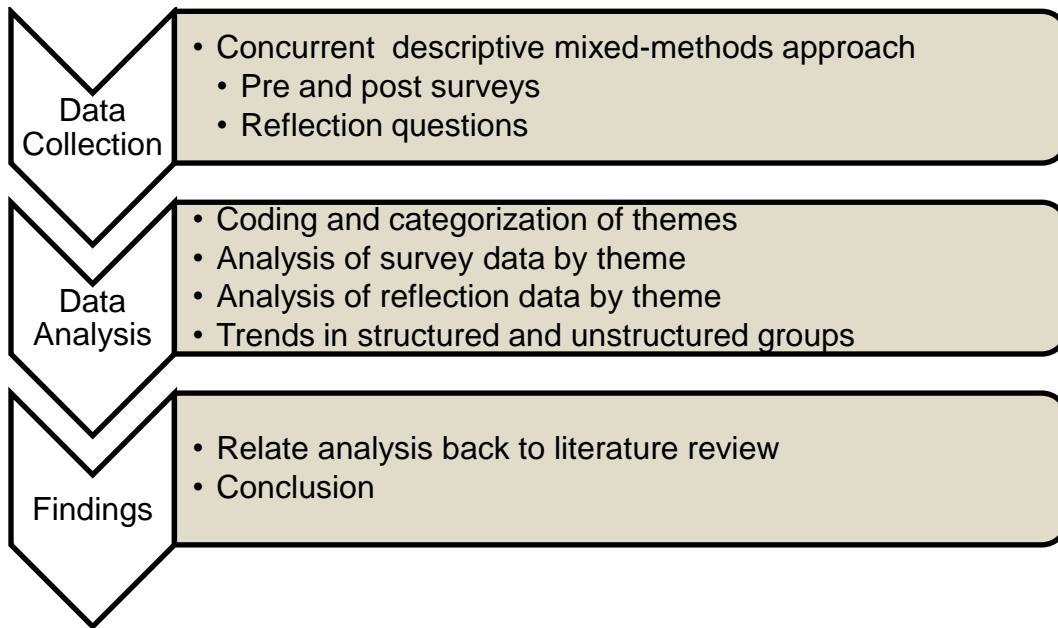 Data
Collection
• Concurrent  descriptive mixed-methods approach
• Pre and post surveys
• Reflection questions
Data
Analysis
• Coding and categorization of themes
• Analysis of survey data by theme
• Analysis of reflection data by theme
• Trends in structured and unstructured groups
Findings
• Relate analysis back to literature review
• Conclusion